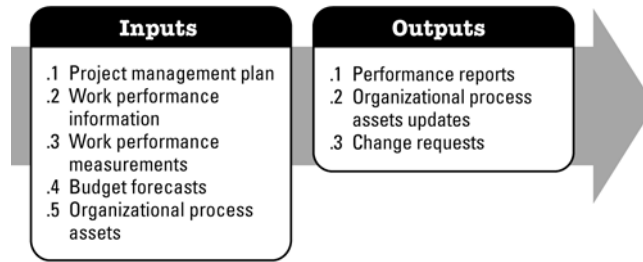 Inputs
.1 Project management plan
.2 Work performance
information
.3 Work performance
measurements
.4 Budget forecasts
.5 Organizational process
assets
Outputs
.1 Performance reports
.2 Organizational process
assets updates
.3 Change requests